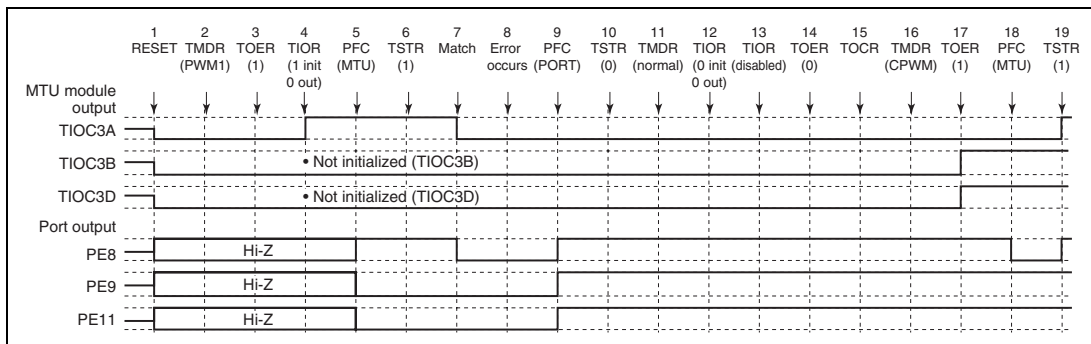 1 2 3 4 5 6 7 8 9 10 11 12 13 14 15 16 17 18 19
RESET TMDR TOER TIOR PFC TSTR Match Error PFC TSTR TMDR TIOR TIOR TOER TOCR TMDR TOER PFC TSTR
(PWM1) (1) (1 init (MTU) (1) occurs (PORT) (0) (normal) (0 init (disabled) (0) (CPWM) (1) (MTU) (1)
0 out) 0 out)
MTU module
output
TIOC3A
TIOC3B • Not initialized (TIOC3B)
TIOC3D • Not initialized (TIOC3D)
Port output
PE8 Hi-Z
PE9 Hi-Z
PE11 Hi-Z